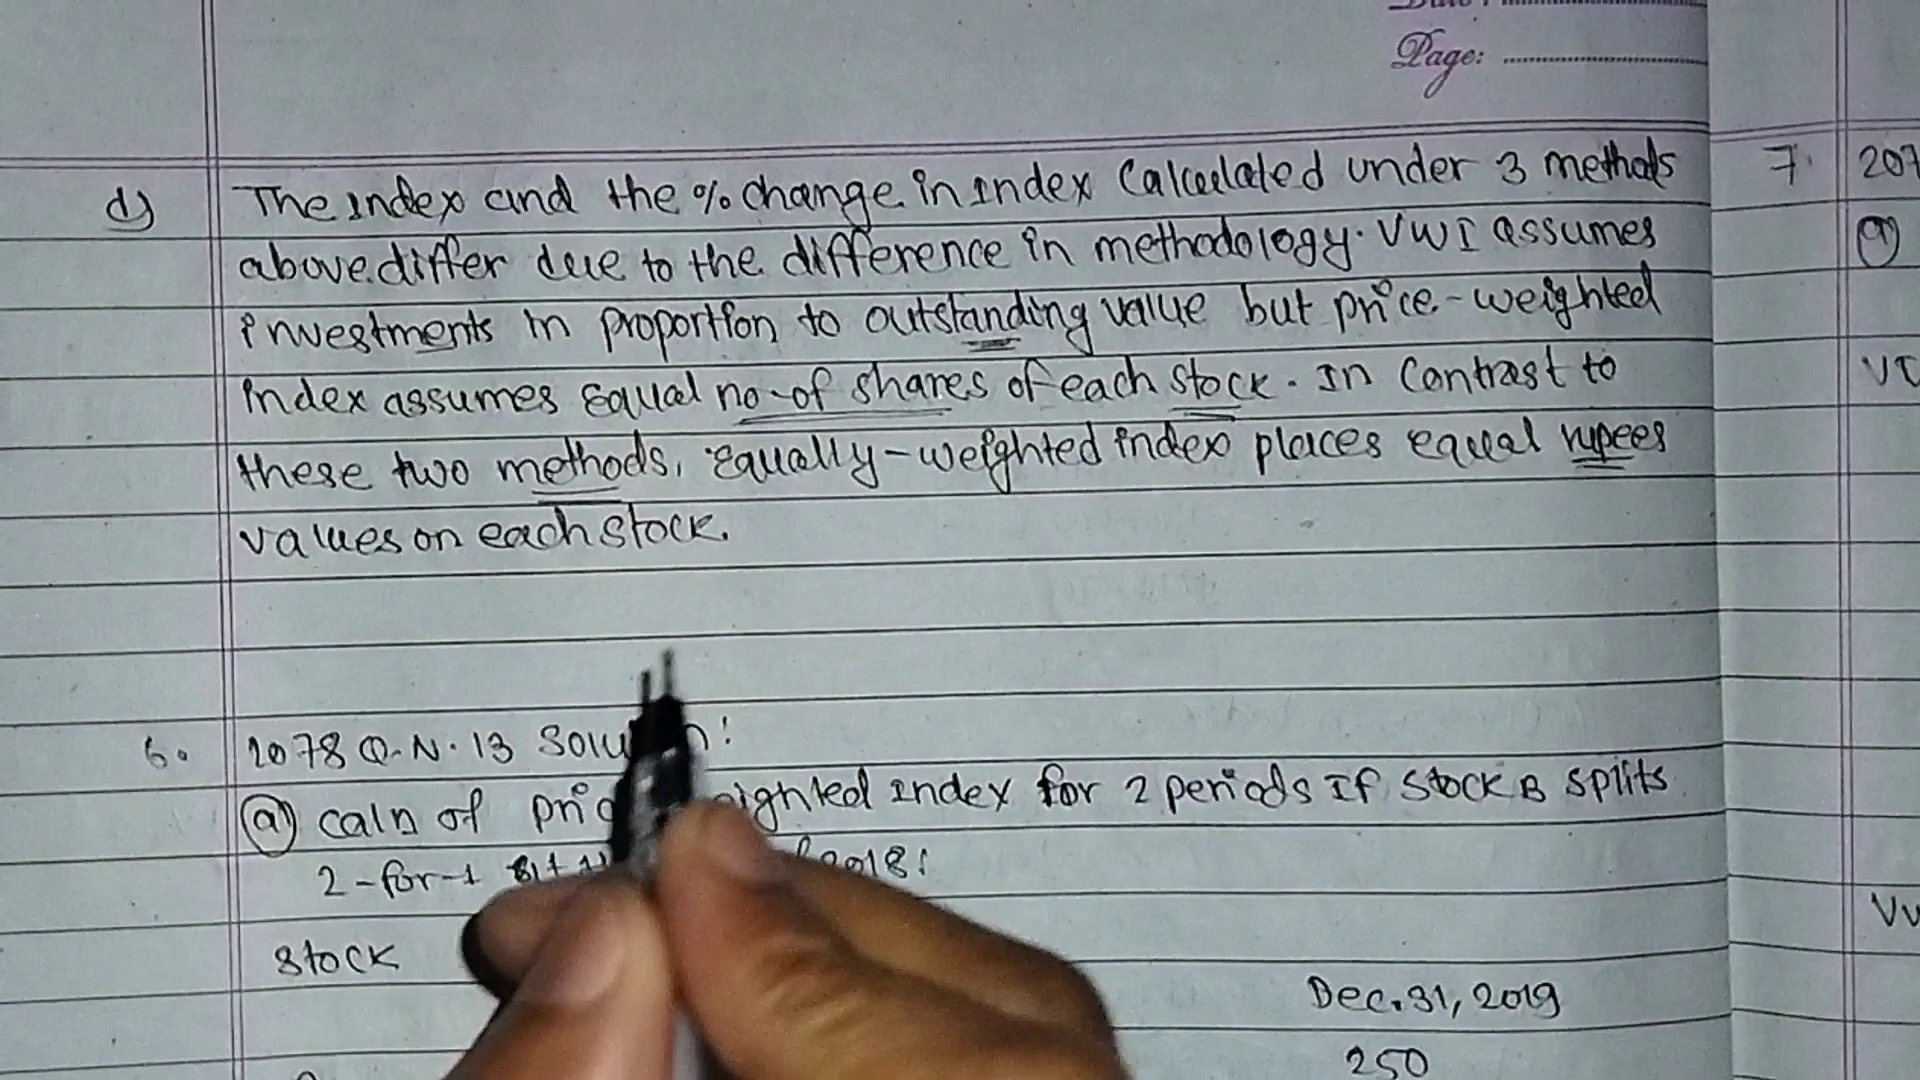 Page:
d) The index and the % change in index calculated under 3 methods
above differ due to the difference in methodology. VWI assumes
investments in proportion to outstanding value but price-weighted
index assumes equal no. of shares of each stock. In contrast to
these two methods, equally-weighted index places equal rupees
values on each stock.
6. 2078 Q.N. 13 Solu n:
(a) caln of pric ighted index for 2 periods if stock B splits
2-for-1 2018:
stock
Dec. 31, 2019
250
7. 207
(a)